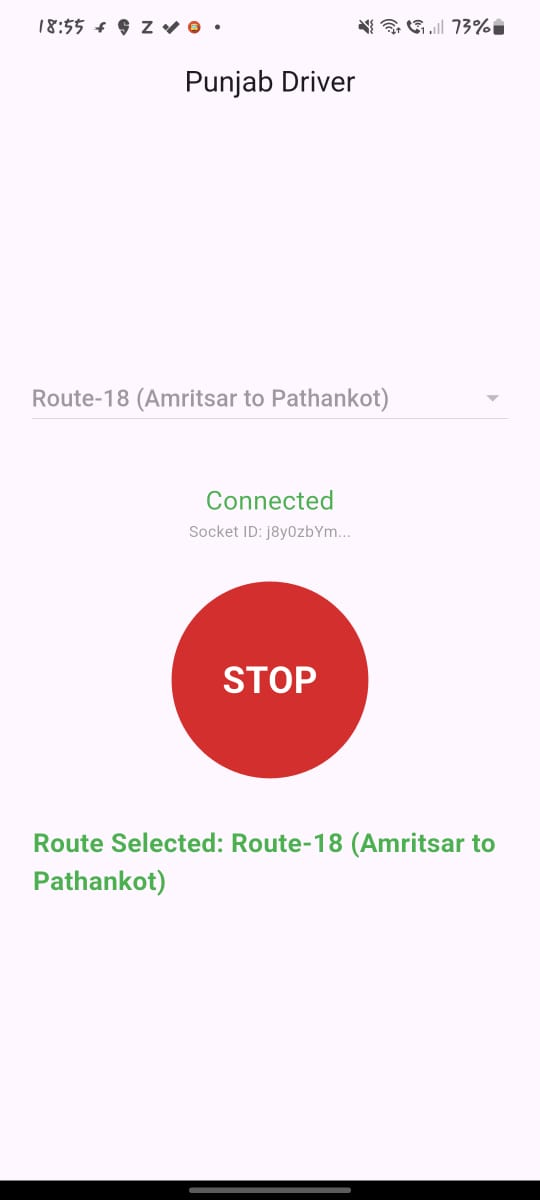 18:55 Z 73%
Punjab Driver
Route-18 (Amritsar to Pathankot)
Connected
Socket ID: j8y0zbYm...
STOP
Route Selected: Route-18 (Amritsar to
Pathankot)